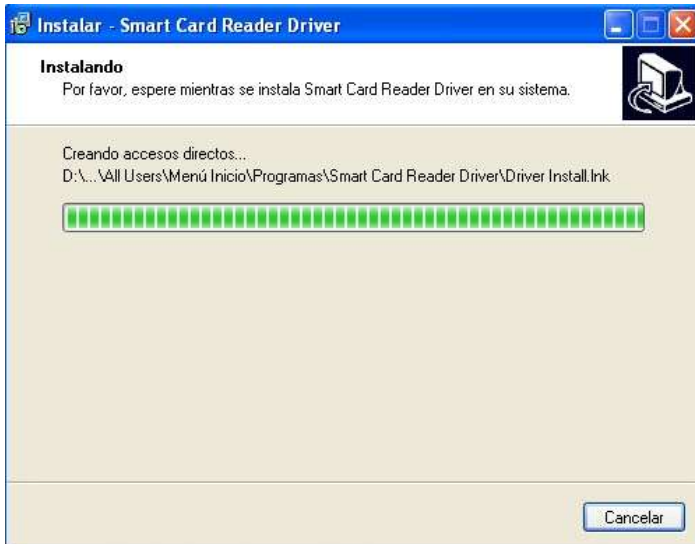 Instalar - Smart Card Reader Driver
Instalando
Por favor, espere mientras se instala Smart Card Reader Driver en su sistema.
Creando accesos directos...
D:\...\All Users\Menú Inicio\Programas\Smart Card Reader Driver\Driver Install.lnk
Cancelar